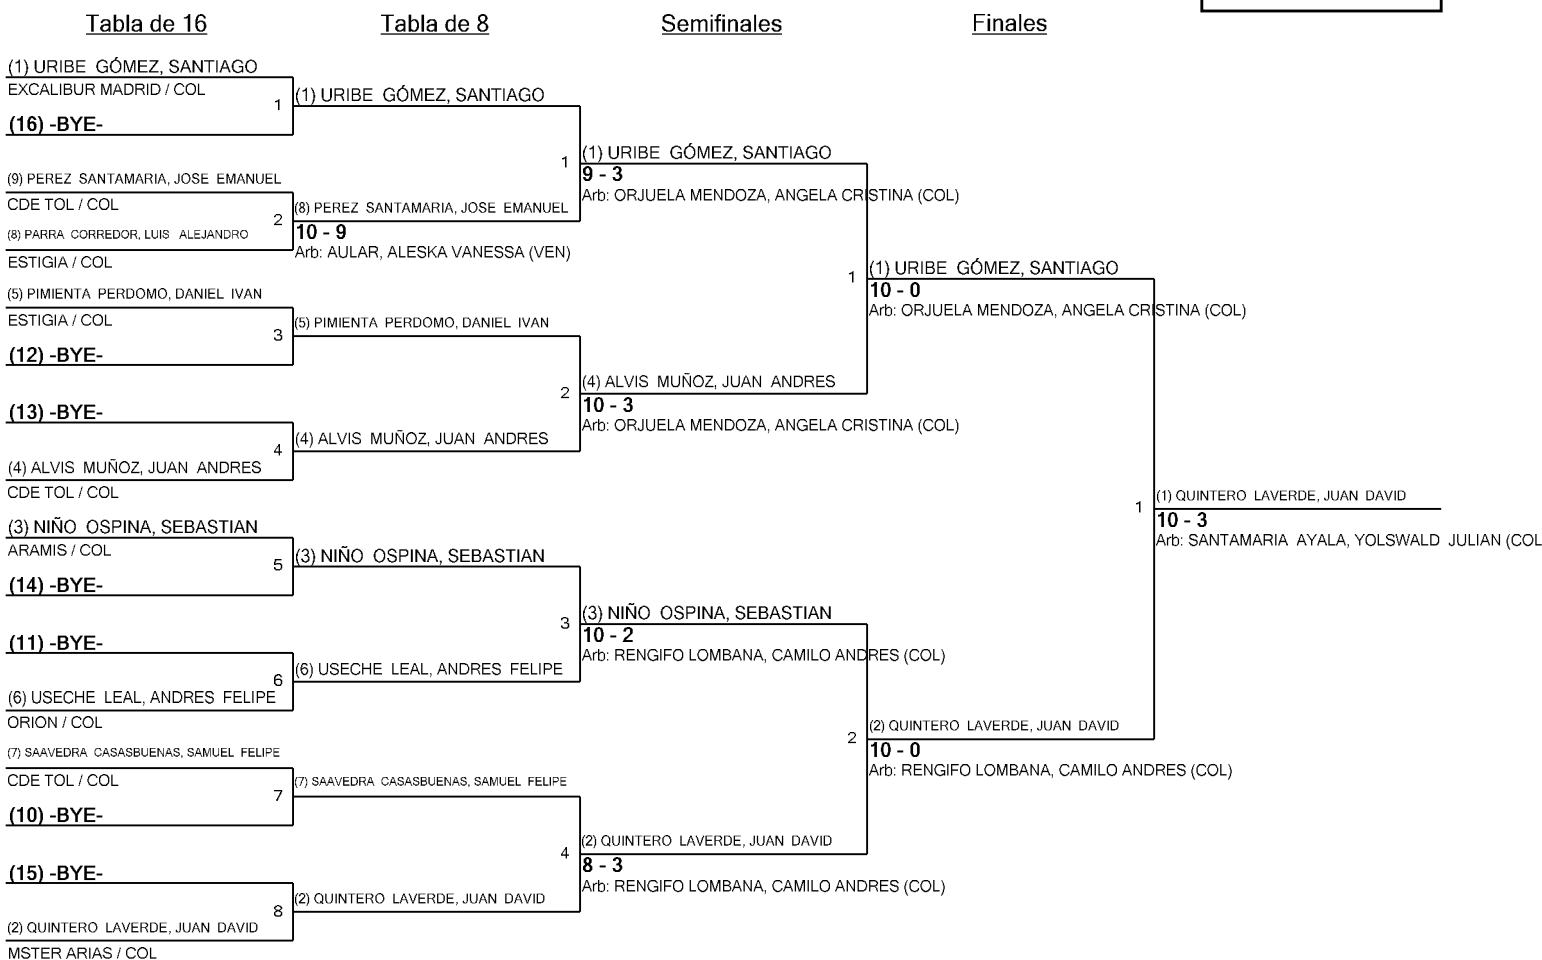 Tabla de 16
Tabla de 8
Semifinales
Finales
(1) URIBE GÓMEZ, SANTIAGO
EXCALIBUR MADRID / COL
1
(16) -BYE-
(9) PEREZ SANTAMARIA, JOSE EMANUEL
CDE TOL / COL
2
(8) PARRA CORREDOR, LUIS ALEJANDRO
ESTIGIA / COL
(5) PIMIENTA PERDOMO, DANIEL IVAN
ESTIGIA / COL
3
(12) -BYE-
(13) -BYE-
4
(4) ALVIS MUÑOZ, JUAN ANDRES
CDE TOL / COL
(3) NIÑO OSPINA, SEBASTIAN
ARAMIS / COL
5
(14) -BYE-
(11) -BYE-
6
(6) USECHE LEAL, ANDRES FELIPE
ORION / COL
(7) SAAVEDRA CASASBUENAS, SAMUEL FELIPE
CDE TOL / COL
7
(10) -BYE-
(15) -BYE-
8
(2) QUINTERO LAVERDE, JUAN DAVID
MSTER ARIAS / COL
(1) URIBE GÓMEZ, SANTIAGO
1
(8) PEREZ SANTAMARIA, JOSE EMANUEL
10 - 9
Arb: AULAR, ALESKA VANESSA (VEN)
(5) PIMIENTA PERDOMO, DANIEL IVAN
2
(4) ALVIS MUÑOZ, JUAN ANDRES
(3) NIÑO OSPINA, SEBASTIAN
3
(6) USECHE LEAL, ANDRES FELIPE
(7) SAAVEDRA CASASBUENAS, SAMUEL FELIPE
4
(2) QUINTERO LAVERDE, JUAN DAVID
(1) URIBE GÓMEZ, SANTIAGO
9 - 3
Arb: ORJUELA MENDOZA, ANGELA CRISTINA (COL)
1
(4) ALVIS MUÑOZ, JUAN ANDRES
10 - 3
Arb: ORJUELA MENDOZA, ANGELA CRISTINA (COL)
(3) NIÑO OSPINA, SEBASTIAN
10 - 2
Arb: RENGIFO LOMBANA, CAMILO ANDRES (COL)
2
(2) QUINTERO LAVERDE, JUAN DAVID
8 - 3
Arb: RENGIFO LOMBANA, CAMILO ANDRES (COL)
(1) URIBE GÓMEZ, SANTIAGO
10 - 0
Arb: ORJUELA MENDOZA, ANGELA CRISTINA (COL)
1
(2) QUINTERO LAVERDE, JUAN DAVID
10 - 0
Arb: RENGIFO LOMBANA, CAMILO ANDRES (COL)
(1) QUINTERO LAVERDE, JUAN DAVID
10 - 3
Arb: SANTAMARIA AYALA, YOLSWALD JULIAN (COL